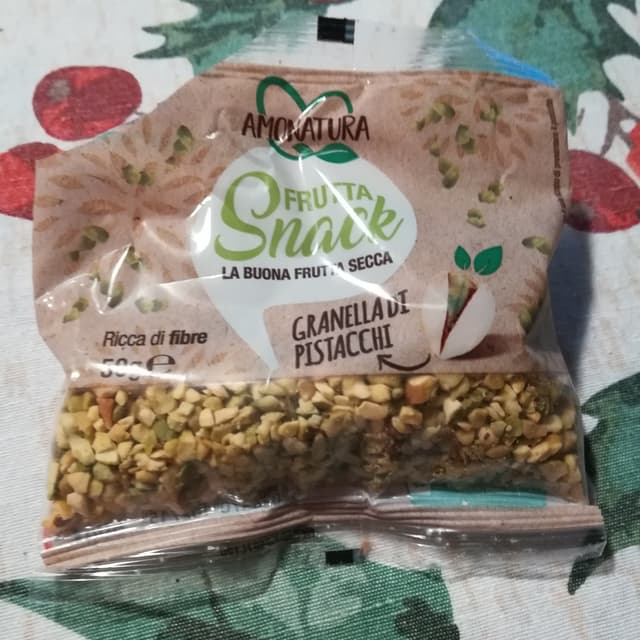 AMONATURA
FRUTTA
Snack
LA BUONA FRUTTA SECCA
GRANELLA DI
PISTACCHI
Ricca di fibre
50g e